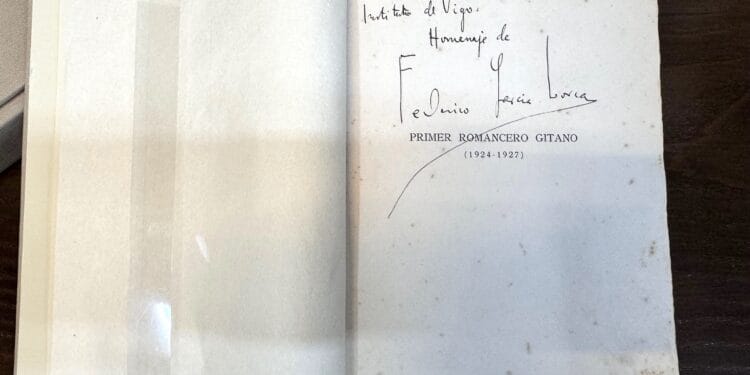 Instituto de Vigo.
Homenaje de
Federico García Lorca
PRIMER ROMANCERO GITANO
(1924-1927)